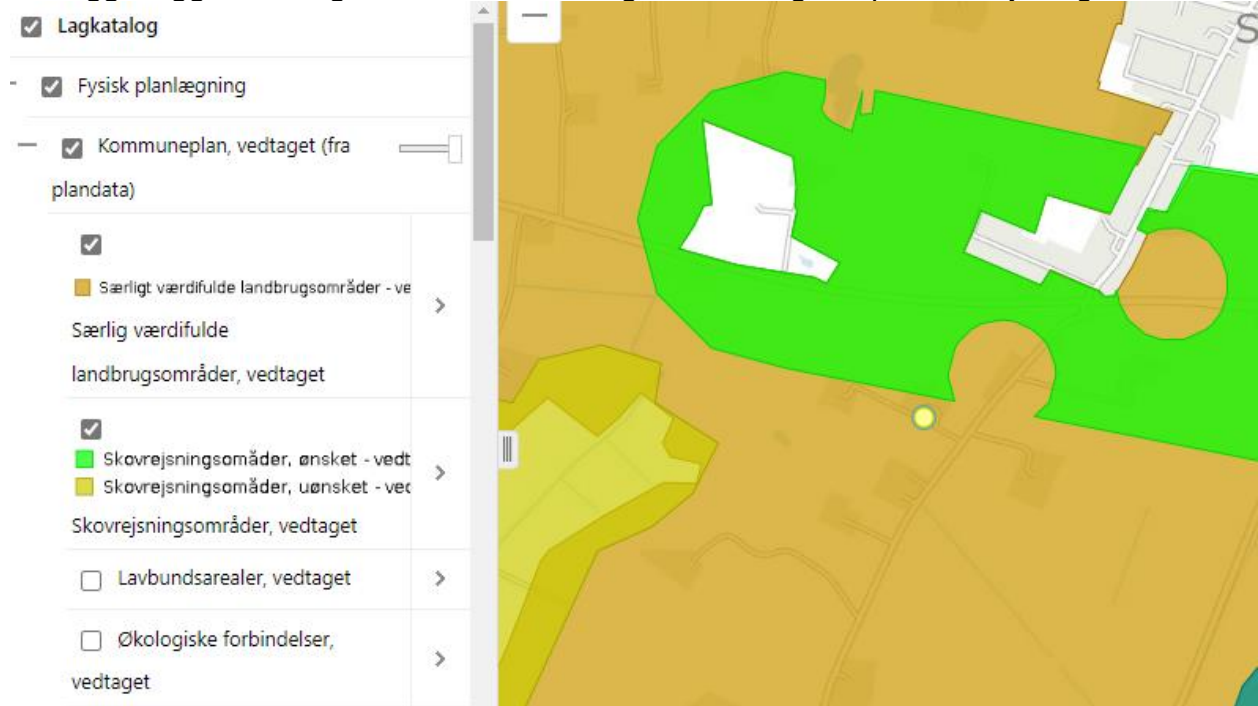 Lagkatalog
Fysisk planlægning
Kommuneplan, vedtaget (fra
plandata)
Særligt værdifulde landbrugsområder - ve
Særlig værdifulde
landbrugsområder, vedtaget
Skovrejsningsomåder, ønsket - vedt
Skovrejsningsomåder, uønsket - vec
Skovrejsningsområder, vedtaget
Lavbundsarealer, vedtaget
Økologiske forbindelser,
vedtaget
S